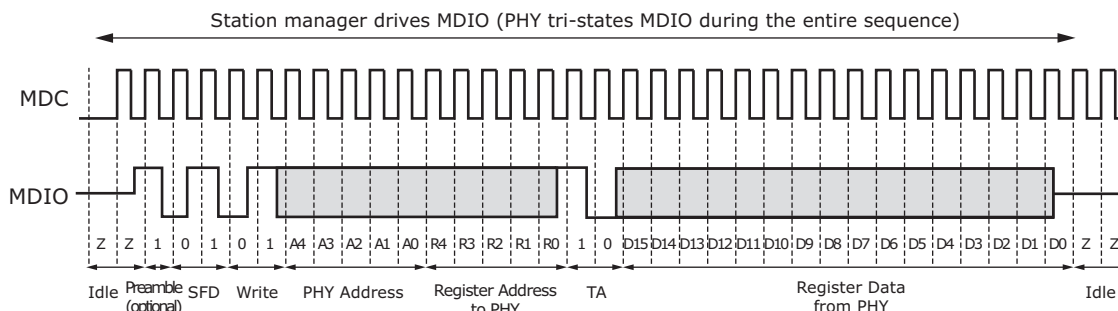 Station manager drives MDIO (PHY tri-states MDIO during the entire sequence)
MDC
MDIO
Z Z 1 0 1 0 1 A4 A3 A2 A1 A0 R4 R3 R2 R1 R0 1 0 D15 D14 D13 D12 D11 D10 D9 D8 D7 D6 D5 D4 D3 D2 D1 D0 Z Z
Idle Preamble (optional) SFD Write PHY Address Register Address to PHY TA Register Data from PHY Idle